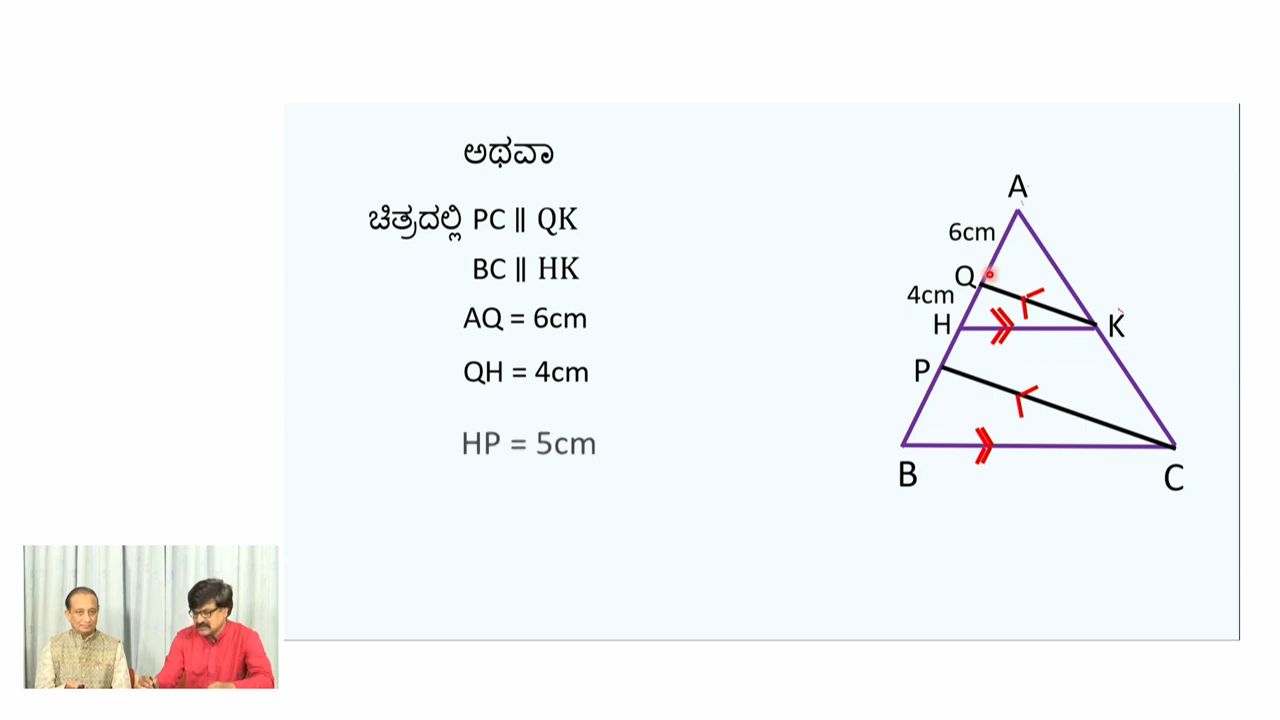 ಅಥವಾ
ಚಿತ್ರದಲ್ಲಿ PC ∥ QK
BC ∥ HK
AQ = 6cm
QH = 4cm
HP = 5cm
A
6cm
Q
4cm
H
K
P
B
C